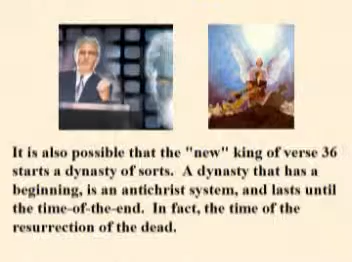 It is also possible that the "new" king of verse 36
starts a dynasty of sorts.  A dynasty that has a
beginning, is an antichrist system, and lasts until
the time-of-the-end.  In fact, the time of the
resurrection of the dead.